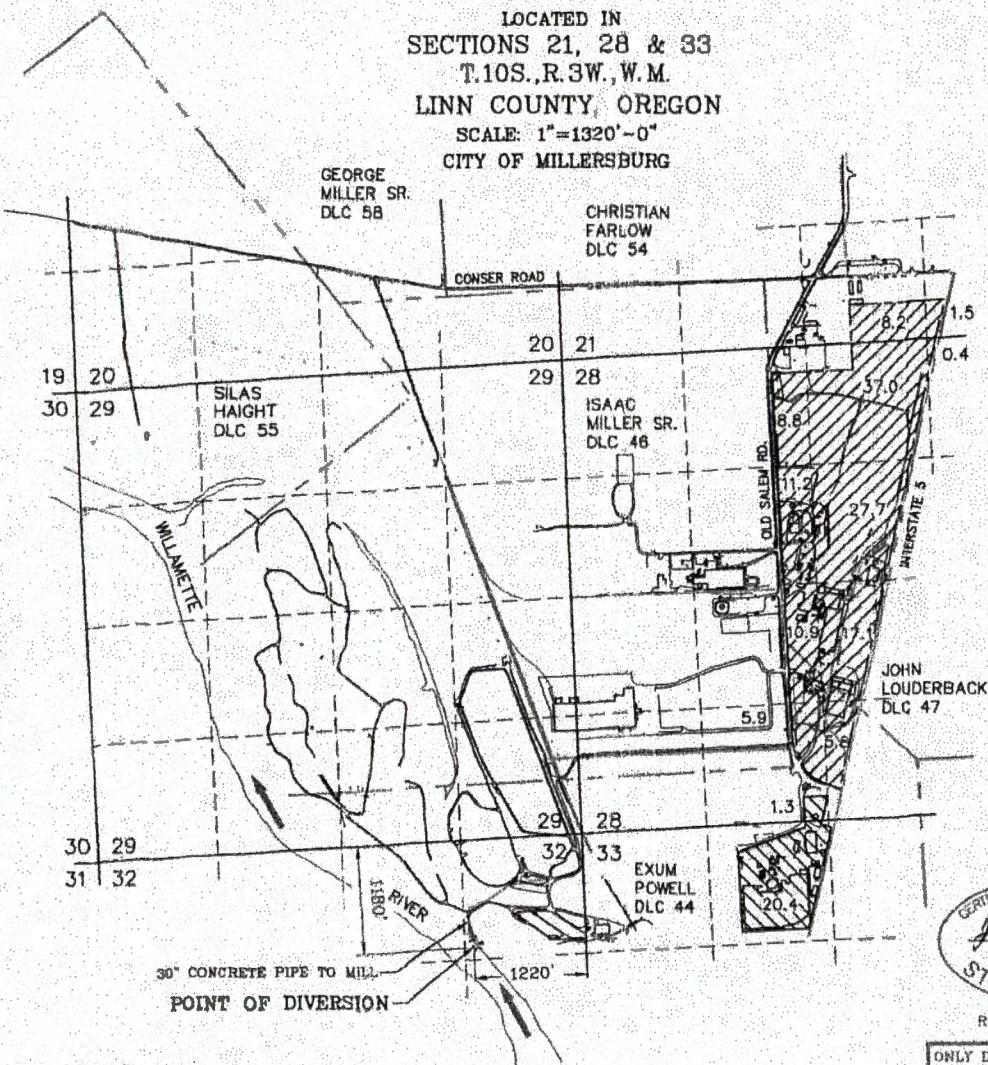 LOCATED IN
SECTIONS 21, 28 & 33
T.10S.,R.3W.,W.M.
LINN COUNTY, OREGON
SCALE: 1"=1320'-0"
CITY OF MILLERSBURG
GEORGE
MILLER SR.
DLC 58
CHRISTIAN
FARLOW
DLC 54
CONSER ROAD
8.2
1.5
0.4
20 21
29 28
19 20
30 29
37.0
SILAS
HAIGHT
DLC 55
ISAAC
MILLER SR.
DLC 46
8.8
OLD SALEM RD.
11.2
27.7
INTERSTATE 5
WILLAMETTE
10.9
17.1
JOHN
LOUDERBACK
DLC 47
5.9
1.3
30 29
31 32
29 28
32 33
1180'
RIVER
EXUM
POWELL
DLC 44
20.4
30" CONCRETE PIPE TO MILL
1220'
POINT OF DIVERSION
R
ONLY D